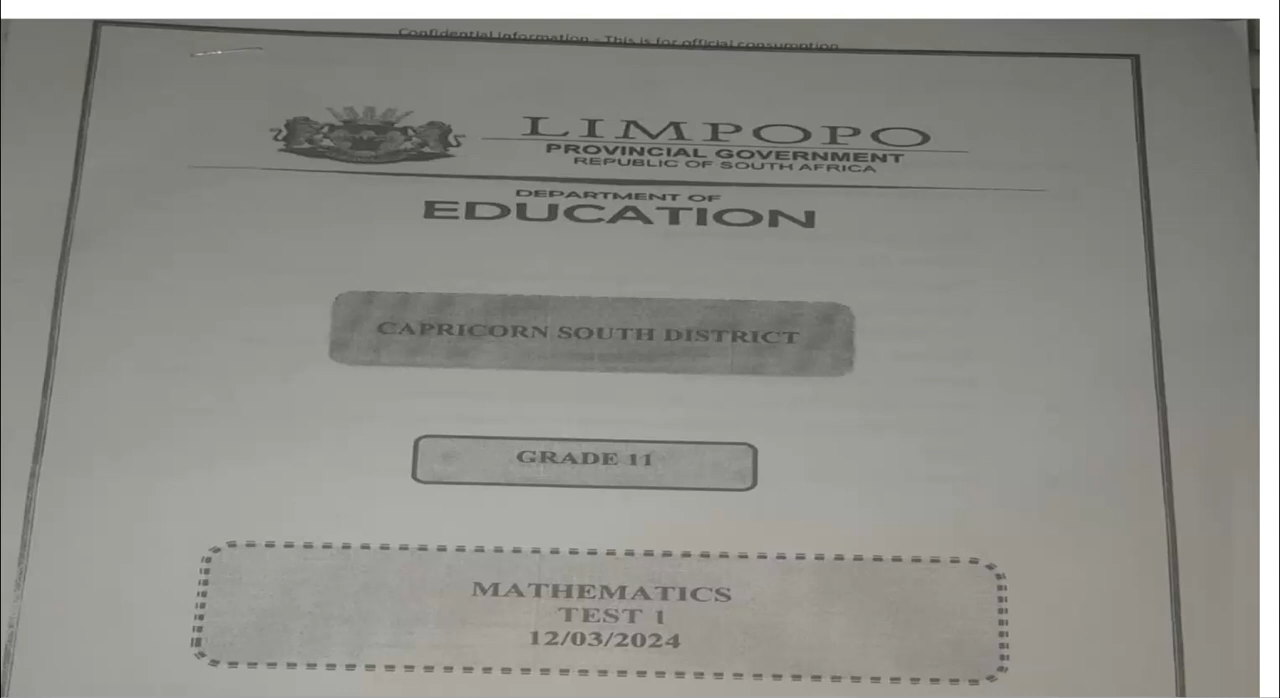 Confidential Information - This is for official consumption
LIMPOPO
PROVINCIAL GOVERNMENT
REPUBLIC OF SOUTH AFRICA
DEPARTMENT OF
EDUCATION
CAPRICORN SOUTH DISTRICT
GRADE 11
MATHEMATICS
TEST 1
12/03/2024